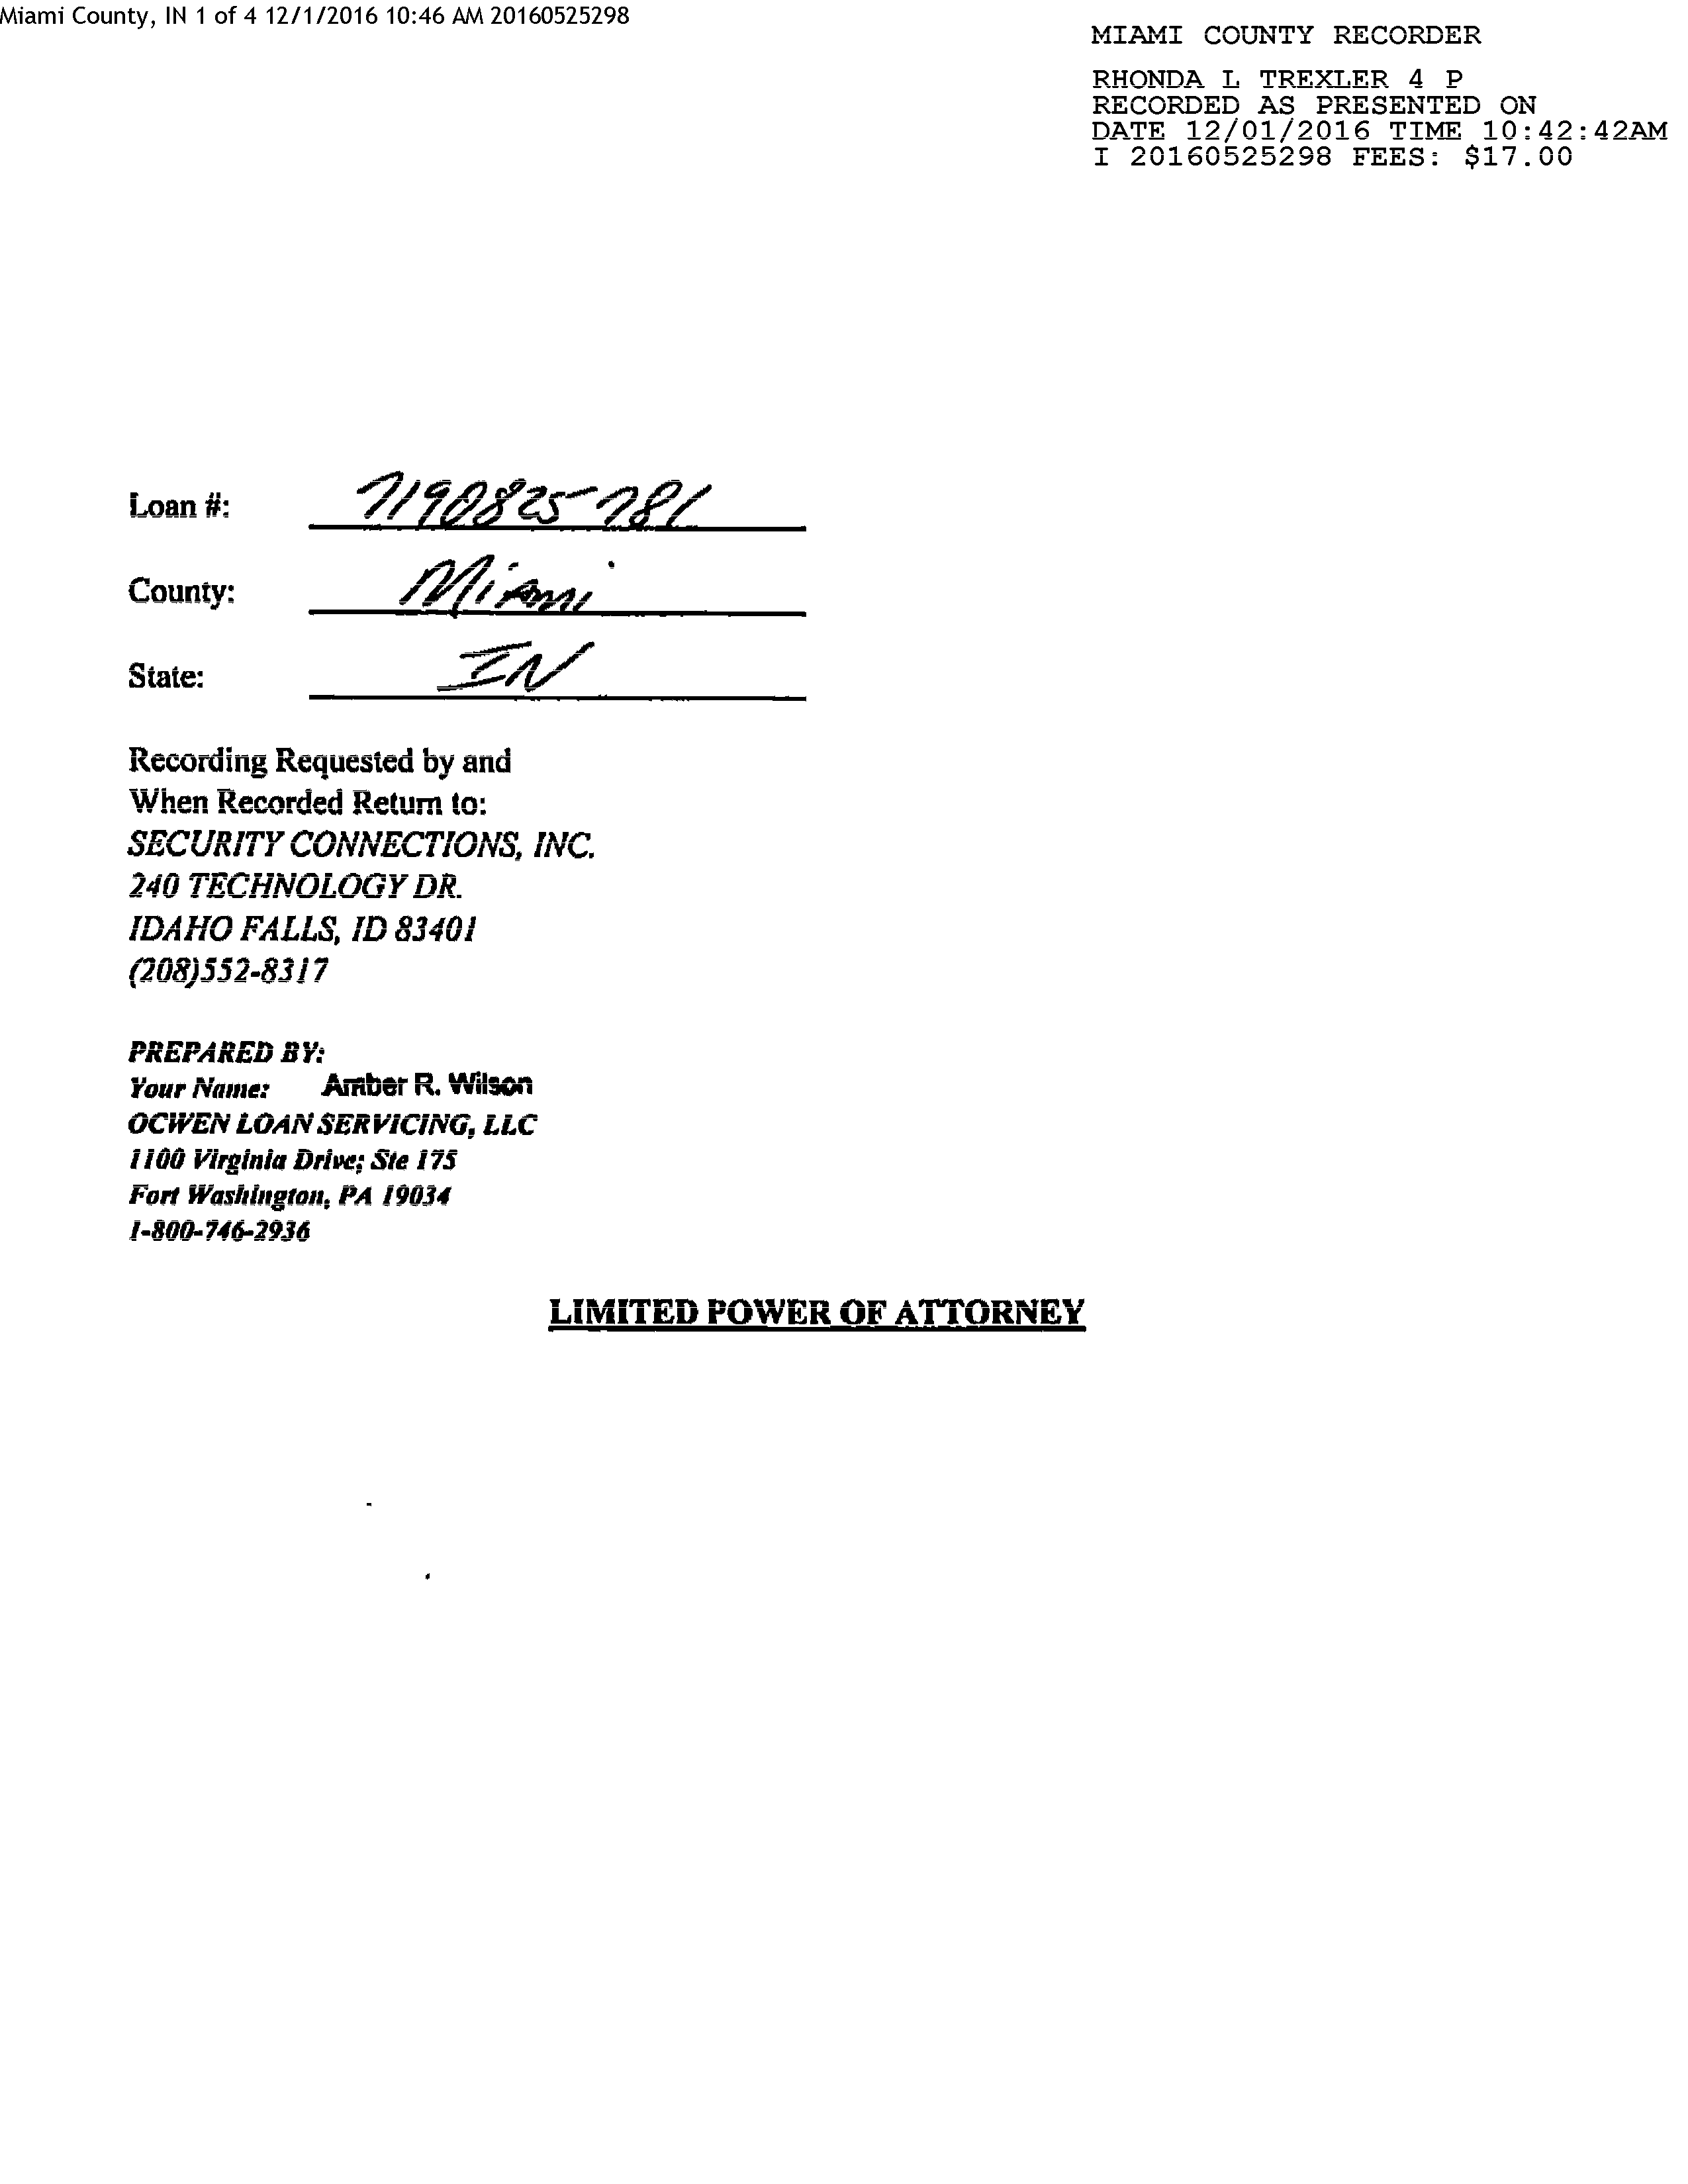 Miami County, IN 1 of 4 12/1/2016 10:46 AM 20160525298
MIAMI COUNTY RECORDER
RHONDA L TREXLER 4 P
RECORDED AS PRESENTED ON
DATE 12/01/2016 TIME 10:42:42AM
I 20160525298 FEES: $17.00
Loan #: 7190825781
County: Miami
State: IN
Recording Requested by and
When Recorded Return to:
SECURITY CONNECTIONS, INC.
240 TECHNOLOGY DR.
IDAHO FALLS, ID 83401
(208)552-8317
PREPARED BY:
Your Name: Amber R. Wilson
OCWEN LOAN SERVICING, LLC
1100 Virginia Drive; Ste 175
Fort Washington, PA 19034
1-800-746-2936
LIMITED POWER OF ATTORNEY